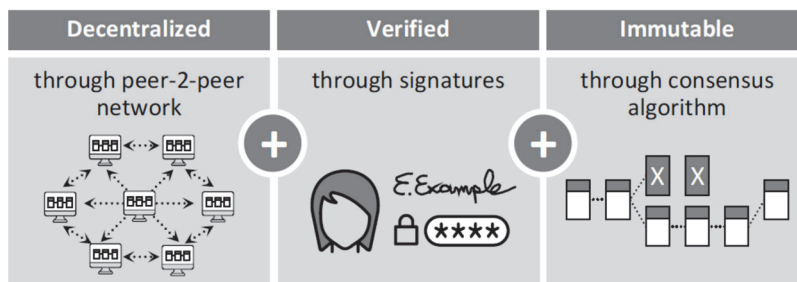 Decentralized
Verified
Immutable
through peer-2-peer
network
through signatures
through consensus
algorithm
+
+
E.Example
****
X X